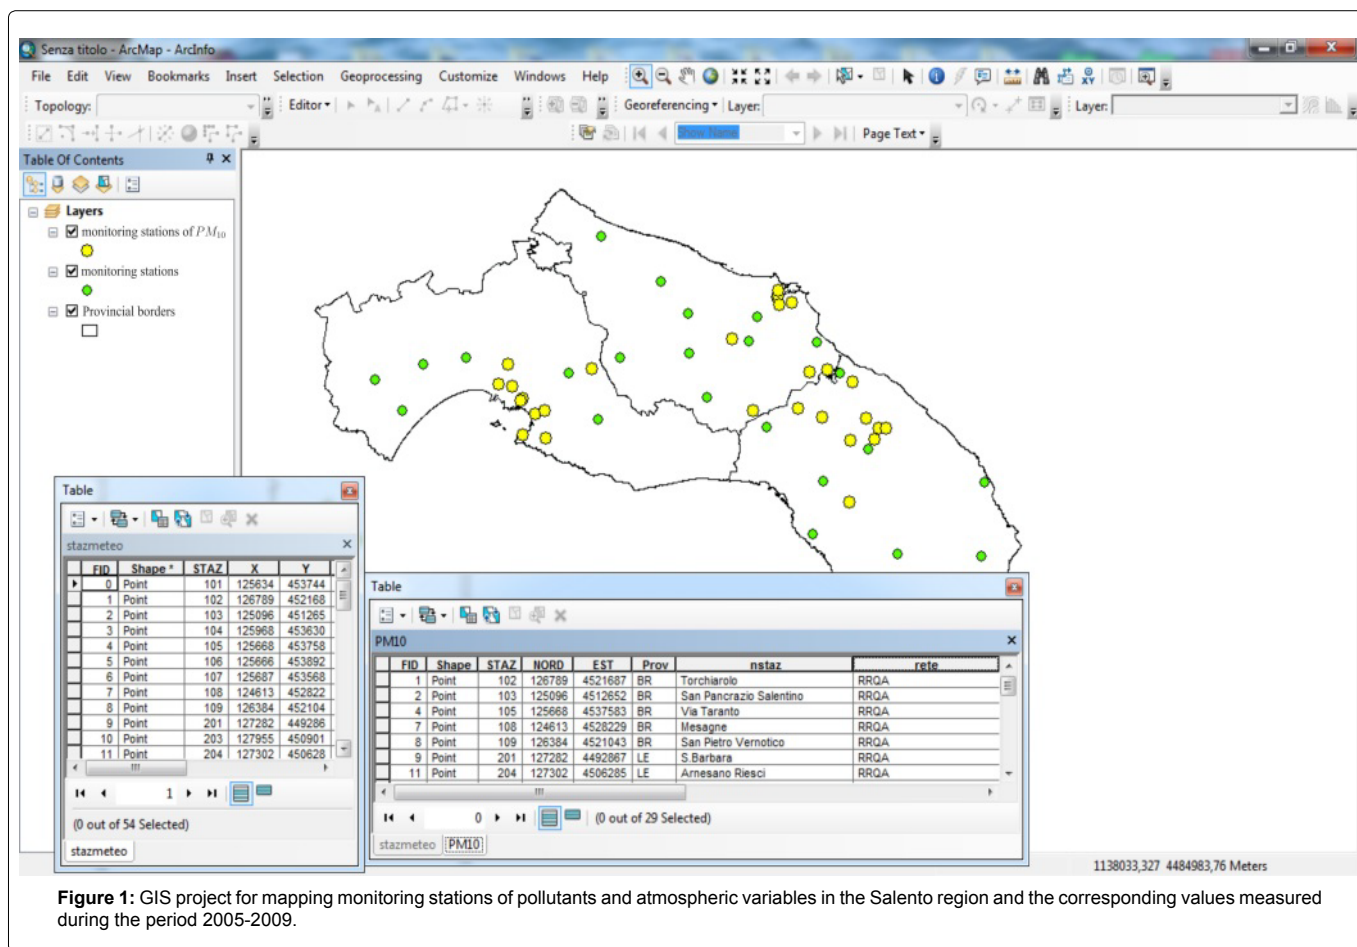 Senza titolo - ArcMap - ArcInfo
File Edit View Bookmarks Insert Selection Geoprocessing Customize Windows Help
Topology: Editor Georeferencing Layer: Layer:
Show Name Page Text
Table Of Contents
Layers
monitoring stations of PM10
monitoring stations
Provincial borders
Table
stazmeteo
FID Shape * STAZ X Y
0 Point 101 125634 453744
1 Point 102 126789 452168
2 Point 103 125096 451265
3 Point 104 125968 453630
4 Point 105 125668 453758
5 Point 106 125666 453892
6 Point 107 125687 453568
7 Point 108 124613 452822
8 Point 109 126384 452104
9 Point 201 127282 449286
10 Point 203 127955 450901
11 Point 204 127302 450628
1
(0 out of 54 Selected)
stazmeteo
Table
PM10
FID Shape STAZ NORD EST Prov nstaz rete
1 Point 102 126789 4521687 BR Torchiarolo RRQA
2 Point 103 125096 4512652 BR San Pancrazio Salentino RRQA
4 Point 105 125668 4537583 BR Via Taranto RRQA
7 Point 108 124613 4528229 BR Mesagne RRQA
8 Point 109 126384 4521043 BR San Pietro Vernotico RRQA
9 Point 201 127282 4492867 LE S.Barbara RRQA
11 Point 204 127302 4506285 LE Arnesano Riesci RRQA
0 (0 out of 29 Selected)
stazmeteo PM10
1138033,327 4484983,76 Meters
Figure 1: GIS project for mapping monitoring stations of pollutants and atmospheric variables in the Salento region and the corresponding values measured
during the period 2005-2009.